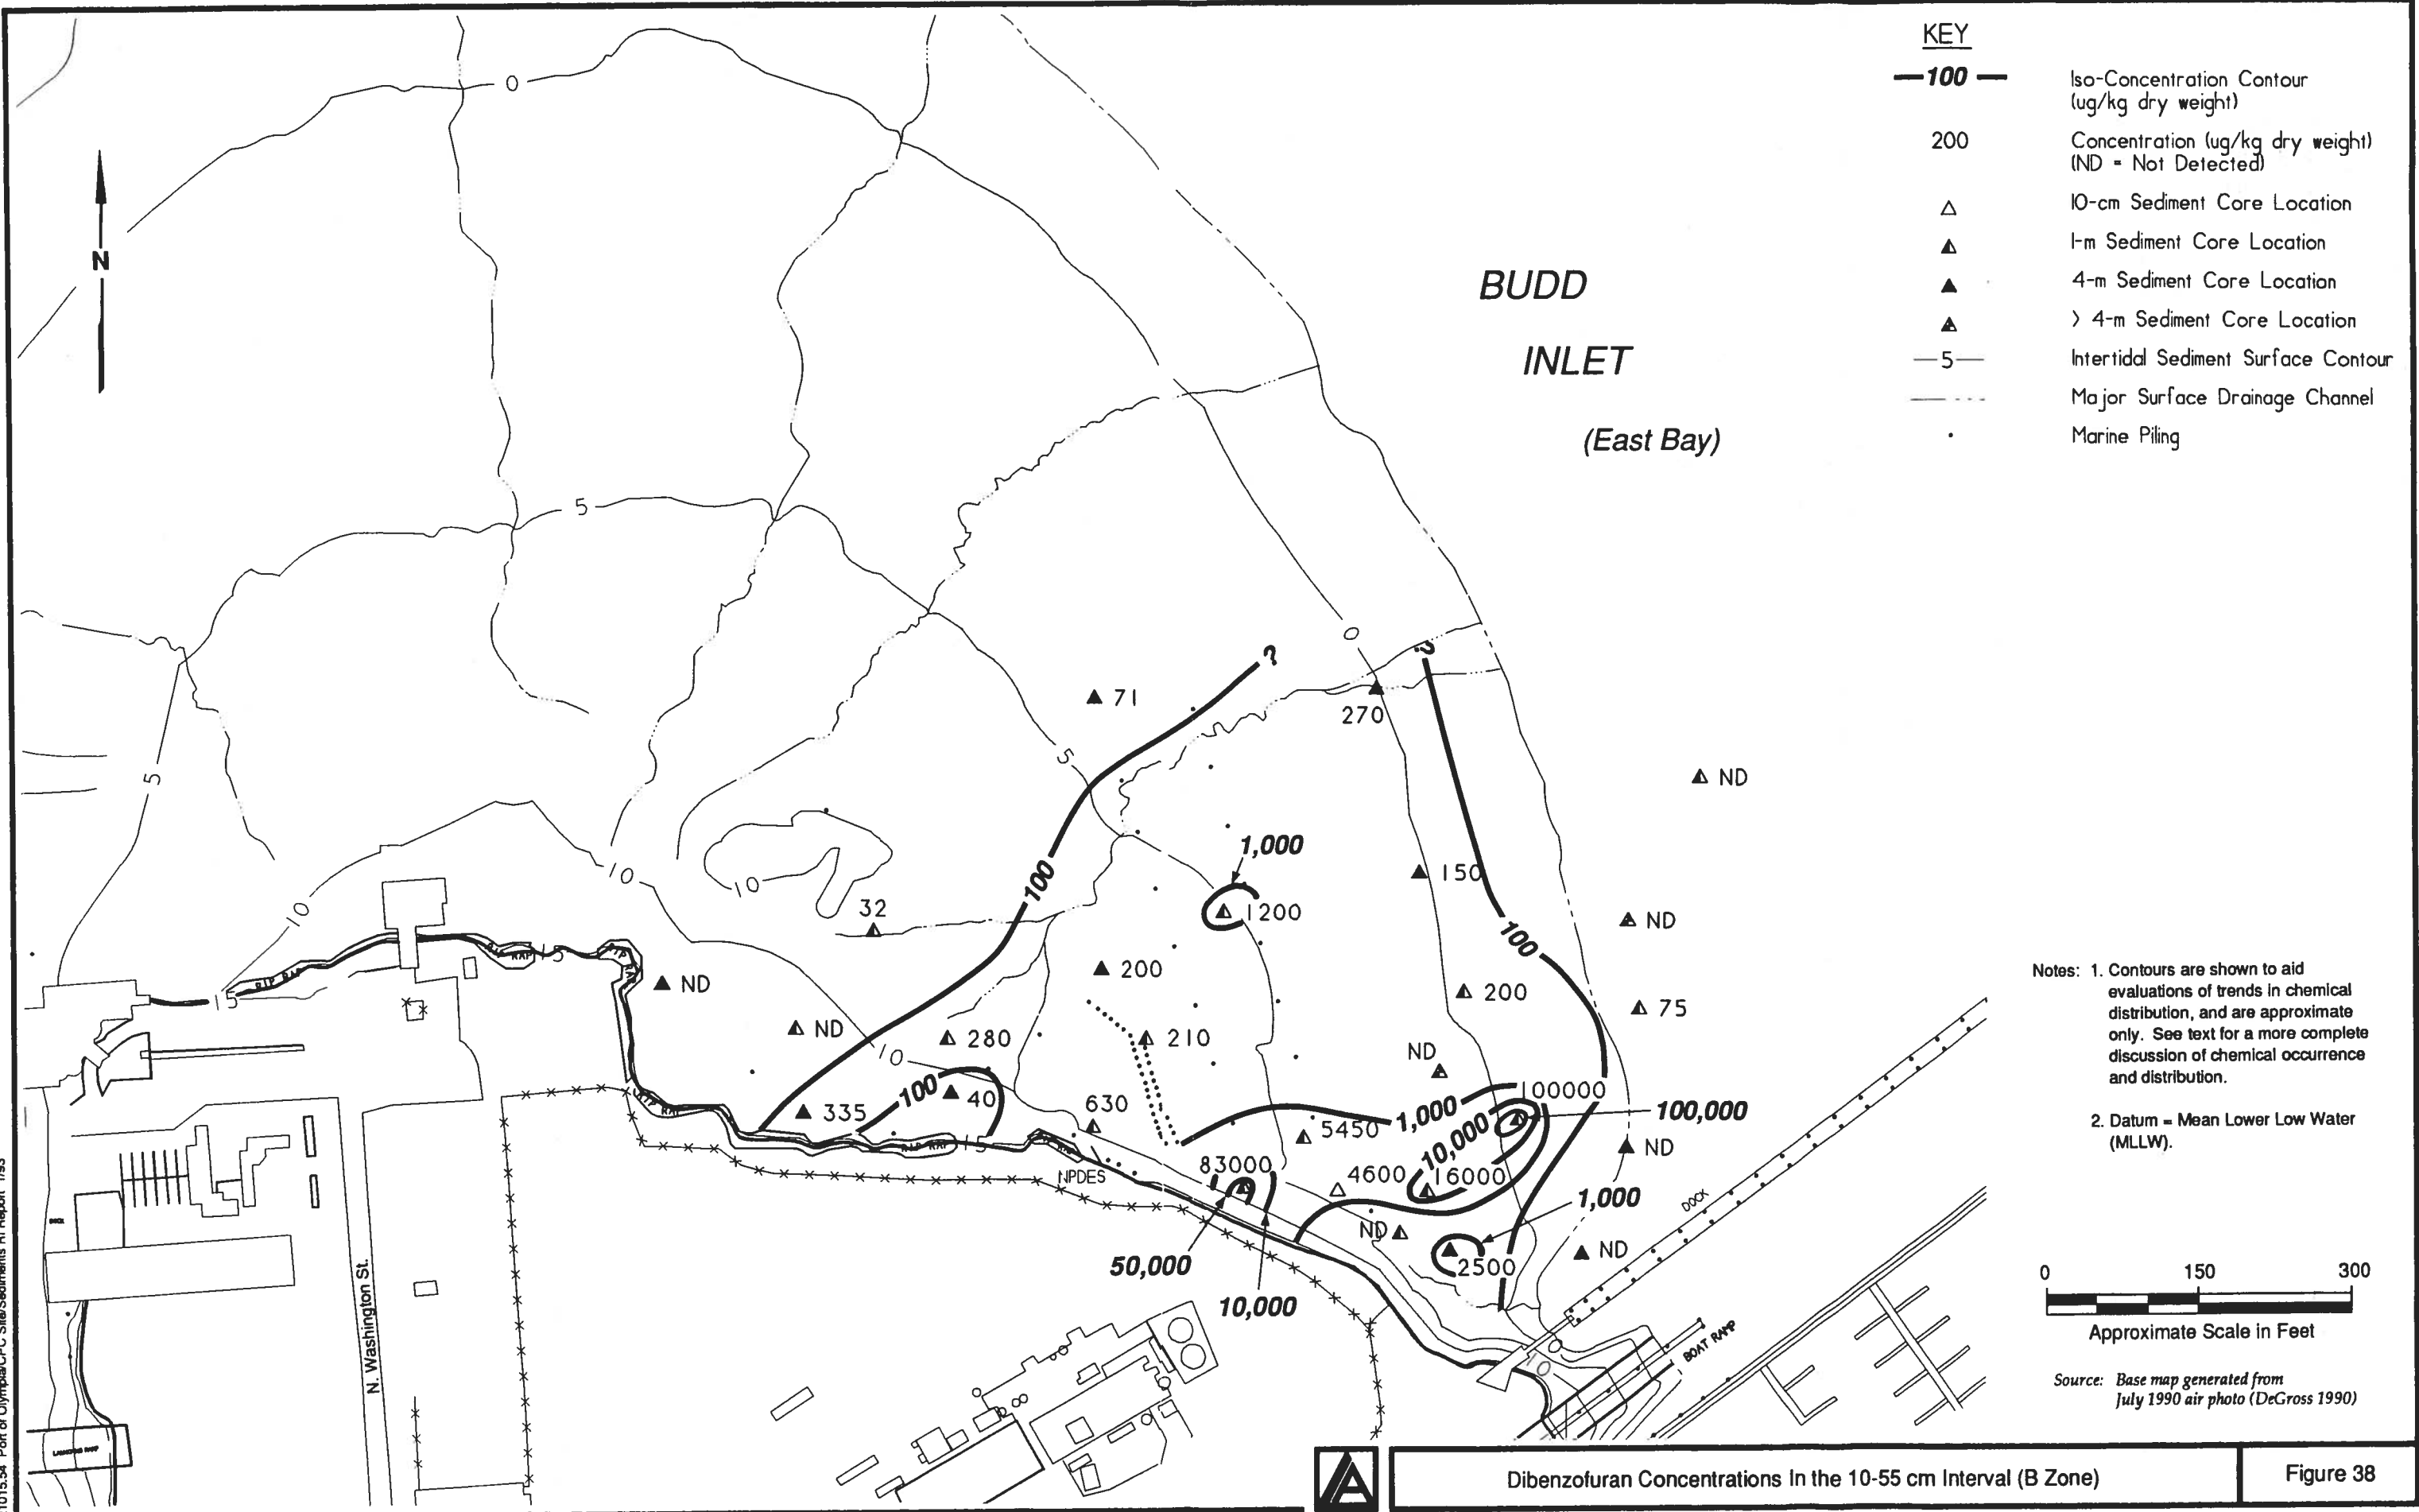 KEY
—100— Iso-Concentration Contour
(ug/kg dry weight)
200 Concentration (ug/kg dry weight)
(ND = Not Detected)
10-cm Sediment Core Location
1-m Sediment Core Location
4-m Sediment Core Location
> 4-m Sediment Core Location
—5— Intertidal Sediment Surface Contour
Major Surface Drainage Channel
Marine Piling
N
BUDD
INLET
(East Bay)
0
5
0
?
?
71
270
5
5
ND
1,000
10
10
100
150
1200
10
32
100
ND
RIP RAP
RAP
15
15
ND
200
200
75
ND
280
210
ND
10
100
40
335
630
100000
1,000
100,000
5450
10,000
ND
RIP RAP
15
NPDES
83000
4600
16000
1,000
ND
ND
2500
50,000
10,000
DOCK
N. Washington St.
BOAT RAMP
0
10
Notes: 1. Contours are shown to aid
evaluations of trends in chemical
distribution, and are approximate
only. See text for a more complete
discussion of chemical occurrence
and distribution.
2. Datum = Mean Lower Low Water
(MLLW).
0 150 300
Approximate Scale in Feet
Source: Base map generated from
July 1990 air photo (DeGross 1990)
Dibenzofuran Concentrations In the 10-55 cm Interval (B Zone)
Figure 38